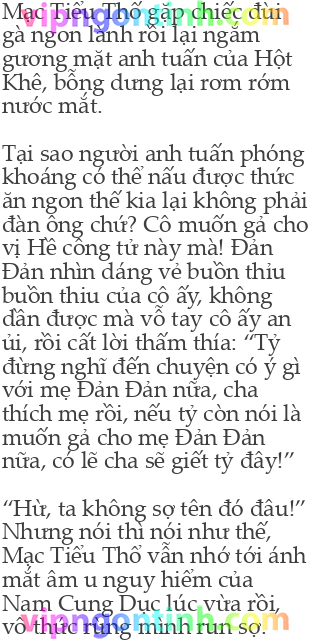 Mạc Tiểu Thố gặp chiếc đùi
gà ngon lành rồi lại ngắm
gương mặt anh tuấn của Hột
Khê, bỗng dưng lại rơm rớm
nước mắt.
Tại sao người anh tuấn phóng
khoáng có thể nấu được thức
ăn ngon thế kia lại không phải
đàn ông chứ? Cô muốn gả cho
vị Hề công tử này mà! Đản
Đản nhìn dáng vẻ buồn thỉu
buồn thiu của cô ấy, không
dằn được mà vỗ tay cô ấy an
ủi, rồi cất lời thấm thía: “Tỷ
đừng nghĩ đến chuyện có ý gì
với mẹ Đản Đản nữa, cha
thích mẹ rồi, nếu tỷ còn nói là
muốn gả cho mẹ Đản Đản
nữa, có lẽ cha sẽ giết tỷ đây!”
“Hừ, ta không sợ tên đó đâu!”
Nhưng nói thì nói như thế,
Mạc Tiểu Thổ vẫn nhớ tới ánh
mắt âm u nguy hiểm của
Nam Cung Dục lúc vừa rồi,
vô thức rùng mình run sợ.
vipngontinh.com
vipngontinh.com